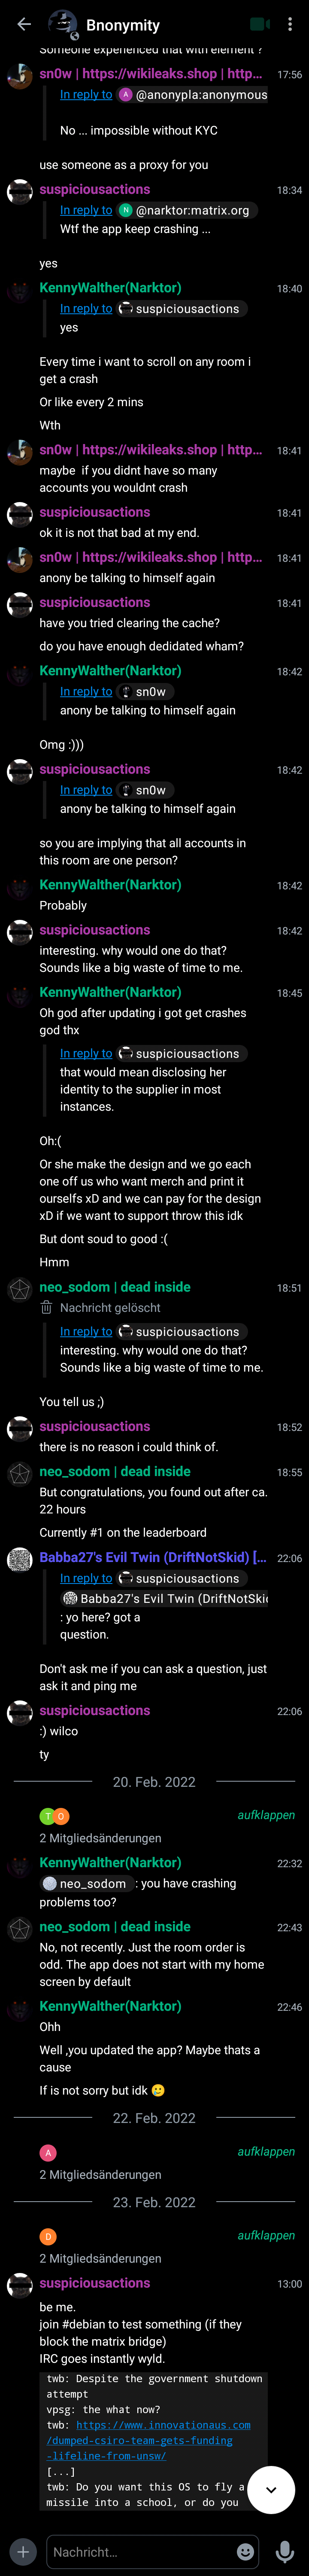 Bnonymity
Someone experienced that with element ?
sn0w | https://wikileaks.shop | http...
17:56
In reply to A @anonypla:anonymous
No ... impossible without KYC
use someone as a proxy for you
suspiciousactions
18:34
In reply to N @narktor:matrix.org
Wtf the app keep crashing ...
yes
KennyWalther(Narktor)
18:40
In reply to suspiciousactions
yes
Every time i want to scroll on any room i
get a crash
Or like every 2 mins
Wth
sn0w | https://wikileaks.shop | http...
18:41
maybe  if you didnt have so many
accounts you wouldnt crash
suspiciousactions
18:41
ok it is not that bad at my end.
sn0w | https://wikileaks.shop | http...
18:41
anony be talking to himself again
suspiciousactions
18:41
have you tried clearing the cache?
do you have enough dedidated wham?
KennyWalther(Narktor)
18:42
In reply to sn0w
anony be talking to himself again
Omg :)))
suspiciousactions
18:42
In reply to sn0w
anony be talking to himself again
so you are implying that all accounts in
this room are one person?
KennyWalther(Narktor)
18:42
Probably
suspiciousactions
18:42
interesting. why would one do that?
Sounds like a big waste of time to me.
KennyWalther(Narktor)
18:45
Oh god after updating i got get crashes
god thx
In reply to suspiciousactions
that would mean disclosing her
identity to the supplier in most
instances.
Oh:(
Or she make the design and we go each
one off us who want merch and print it
ourselfs xD and we can pay for the design
xD if we want to support throw this idk
But dont soud to good :(
Hmm
neo_sodom | dead inside
18:51
Nachricht gelöscht
In reply to suspiciousactions
interesting. why would one do that?
Sounds like a big waste of time to me.
You tell us ;)
suspiciousactions
18:52
there is no reason i could think of.
neo_sodom | dead inside
18:55
But congratulations, you found out after ca.
22 hours
Currently #1 on the leaderboard
Babba27's Evil Twin (DriftNotSkid) [...
22:06
In reply to suspiciousactions
Babba27's Evil Twin (DriftNotSki
: yo here? got a
question.
Don't ask me if you can ask a question, just
ask it and ping me
suspiciousactions
22:06
:) wilco
ty
20. Feb. 2022
T O
aufklappen
2 Mitgliedsänderungen
KennyWalther(Narktor)
22:32
neo_sodom : you have crashing
problems too?
neo_sodom | dead inside
22:43
No, not recently. Just the room order is
odd. The app does not start with my home
screen by default
KennyWalther(Narktor)
22:46
Ohh
Well ,you updated the app? Maybe thats a
cause
If is not sorry but idk 🥲
22. Feb. 2022
A
aufklappen
2 Mitgliedsänderungen
23. Feb. 2022
D
aufklappen
2 Mitgliedsänderungen
suspiciousactions
13:00
be me.
join #debian to test something (if they
block the matrix bridge)
IRC goes instantly wyld.
twb: Despite the government shutdown
attempt
vpsg: the what now?
twb: https://www.innovationaus.com
/dumped-csiro-team-gets-funding
-lifeline-from-unsw/
[...]
twb: Do you want this OS to fly a
missile into a school, or do you
Nachricht...